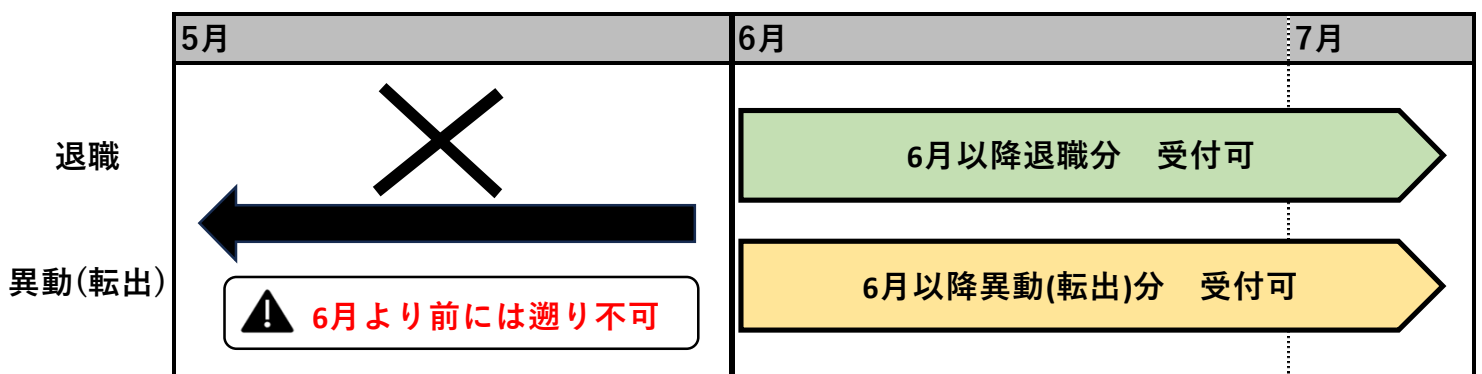 5月
6月
7月
退職
6月以降退職分　受付可
異動(転出)
6月以降異動(転出)分　受付可
6月より前には遡り不可